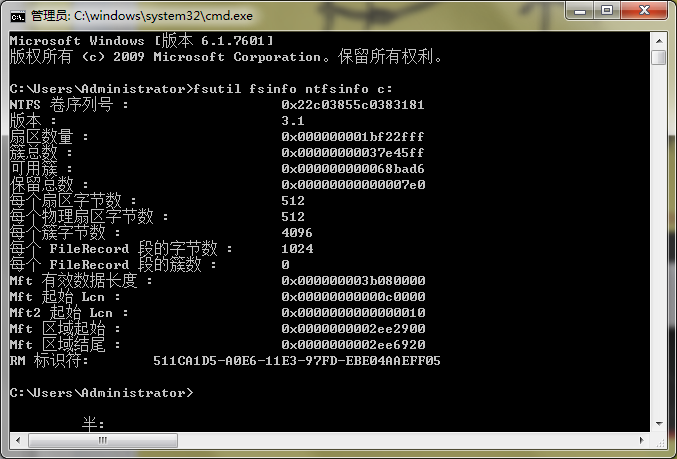 管理员: C:\windows\system32\cmd.exe
Microsoft Windows [版本 6.1.7601]
版权所有 (c) 2009 Microsoft Corporation。保留所有权利。
C:\Users\Administrator>fsutil fsinfo ntfsinfo c:
NTFS 卷序列号 : 0x22c03855c0383181
版本 : 3.1
扇区数量 : 0x000000001bf22fff
簇总数 : 0x00000000037e45ff
可用簇 : 0x000000000068bad6
保留总数 : 0x00000000000007e0
每个扇区字节数 : 512
每个物理扇区字节数 : 512
每个簇字节数 : 4096
每个 FileRecord 段的字节数 : 1024
每个 FileRecord 段的簇数 : 0
Mft 有效数据长度 : 0x000000003b080000
Mft 起始 Lcn : 0x00000000000c0000
Mft2 起始 Lcn : 0x0000000000000010
Mft 区域起始 : 0x0000000002ee2900
Mft 区域结尾 : 0x0000000002ee6920
RM 标识符: 511CA1D5-A0E6-11E3-97FD-EBE04AAEFF05
C:\Users\Administrator>
半: